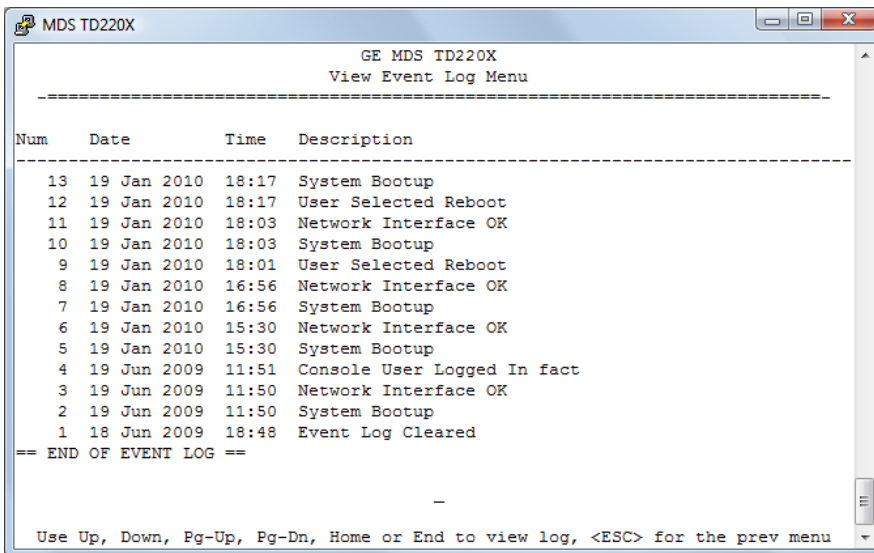 MDS TD220X
GE MDS TD220X
View Event Log Menu
Num Date Time Description
13 19 Jan 2010 18:17 System Bootup
12 19 Jan 2010 18:17 User Selected Reboot
11 19 Jan 2010 18:03 Network Interface OK
10 19 Jan 2010 18:03 System Bootup
9 19 Jan 2010 18:01 User Selected Reboot
8 19 Jan 2010 16:56 Network Interface OK
7 19 Jan 2010 16:56 System Bootup
6 19 Jan 2010 15:30 Network Interface OK
5 19 Jan 2010 15:30 System Bootup
4 19 Jun 2009 11:51 Console User Logged In fact
3 19 Jun 2009 11:50 Network Interface OK
2 19 Jun 2009 11:50 System Bootup
1 18 Jun 2009 18:48 Event Log Cleared
== END OF EVENT LOG ==
Use Up, Down, Pg-Up, Pg-Dn, Home or End to view log, <ESC> for the prev menu